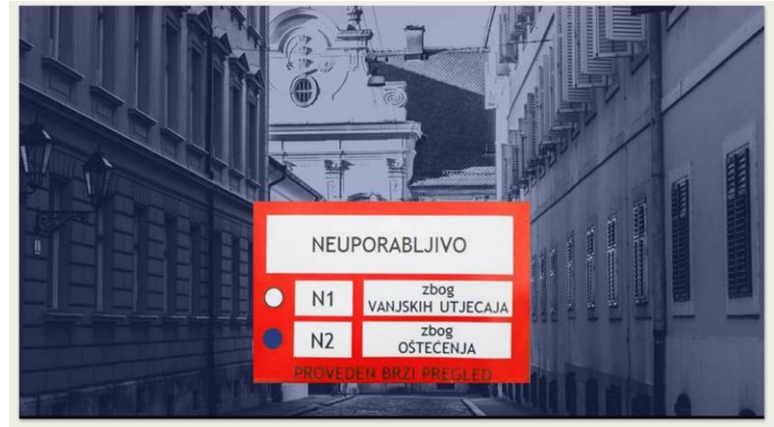 NEUPORABLJIVO
N1
zbog
VANJSKIH UTJECAJA
N2
zbog
OŠTEĆENJA
PROVEDEN BRZI PREGLED